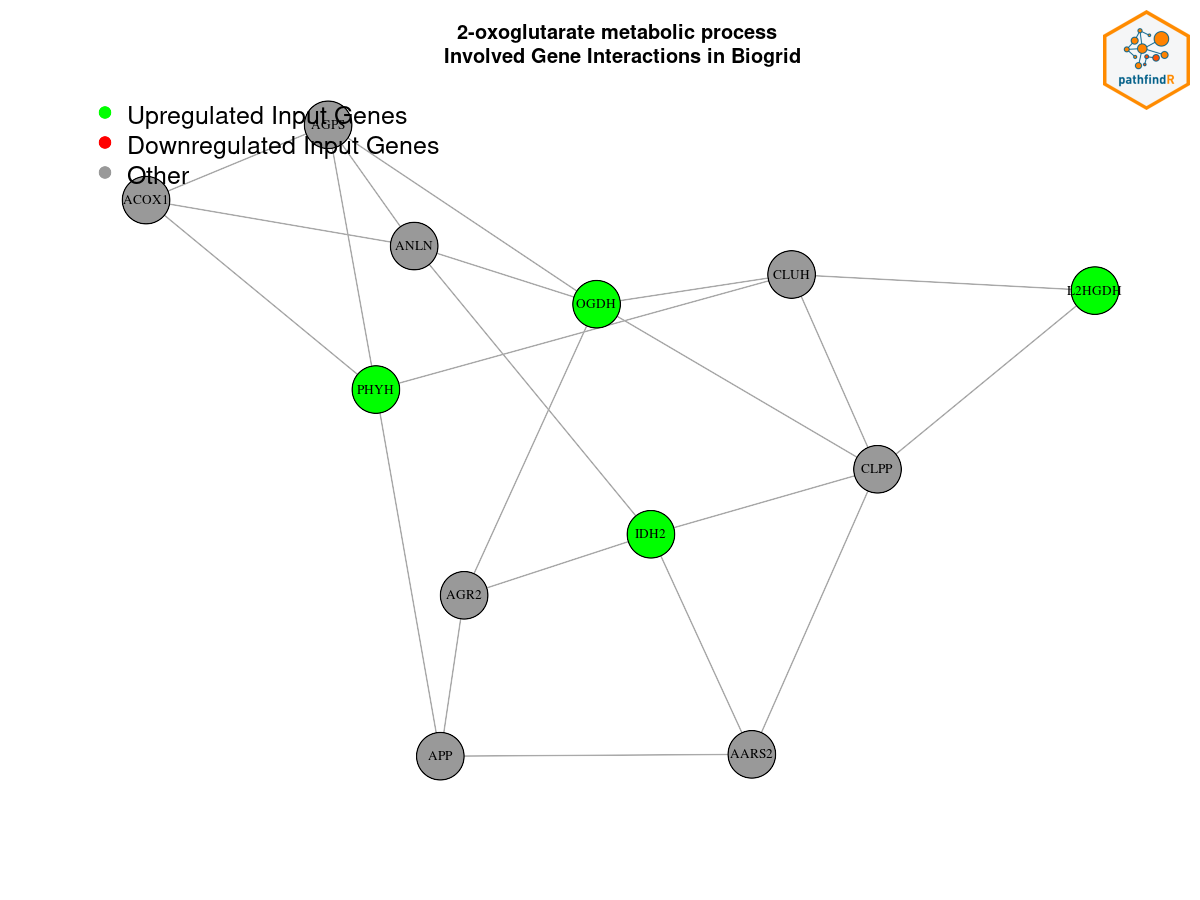 2-oxoglutarate metabolic process
Involved Gene Interactions in Biogrid
pathfindR
Upregulated Input Genes
Downregulated Input Genes
Other
AGPS
ACOX1
ANLN
CLUH
L2HGDH
OGDH
PHYH
CLPP
IDH2
AGR2
APP
AARS2